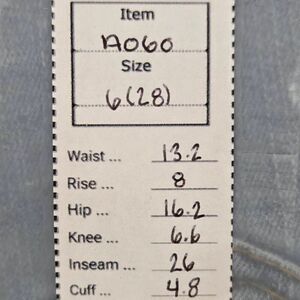 Item
A060
Size
6 (28)
Waist ... 13.2
Rise ... 8
Hip ... 16.2
Knee ... 6.6
Inseam ... 26
Cuff ... 4.8